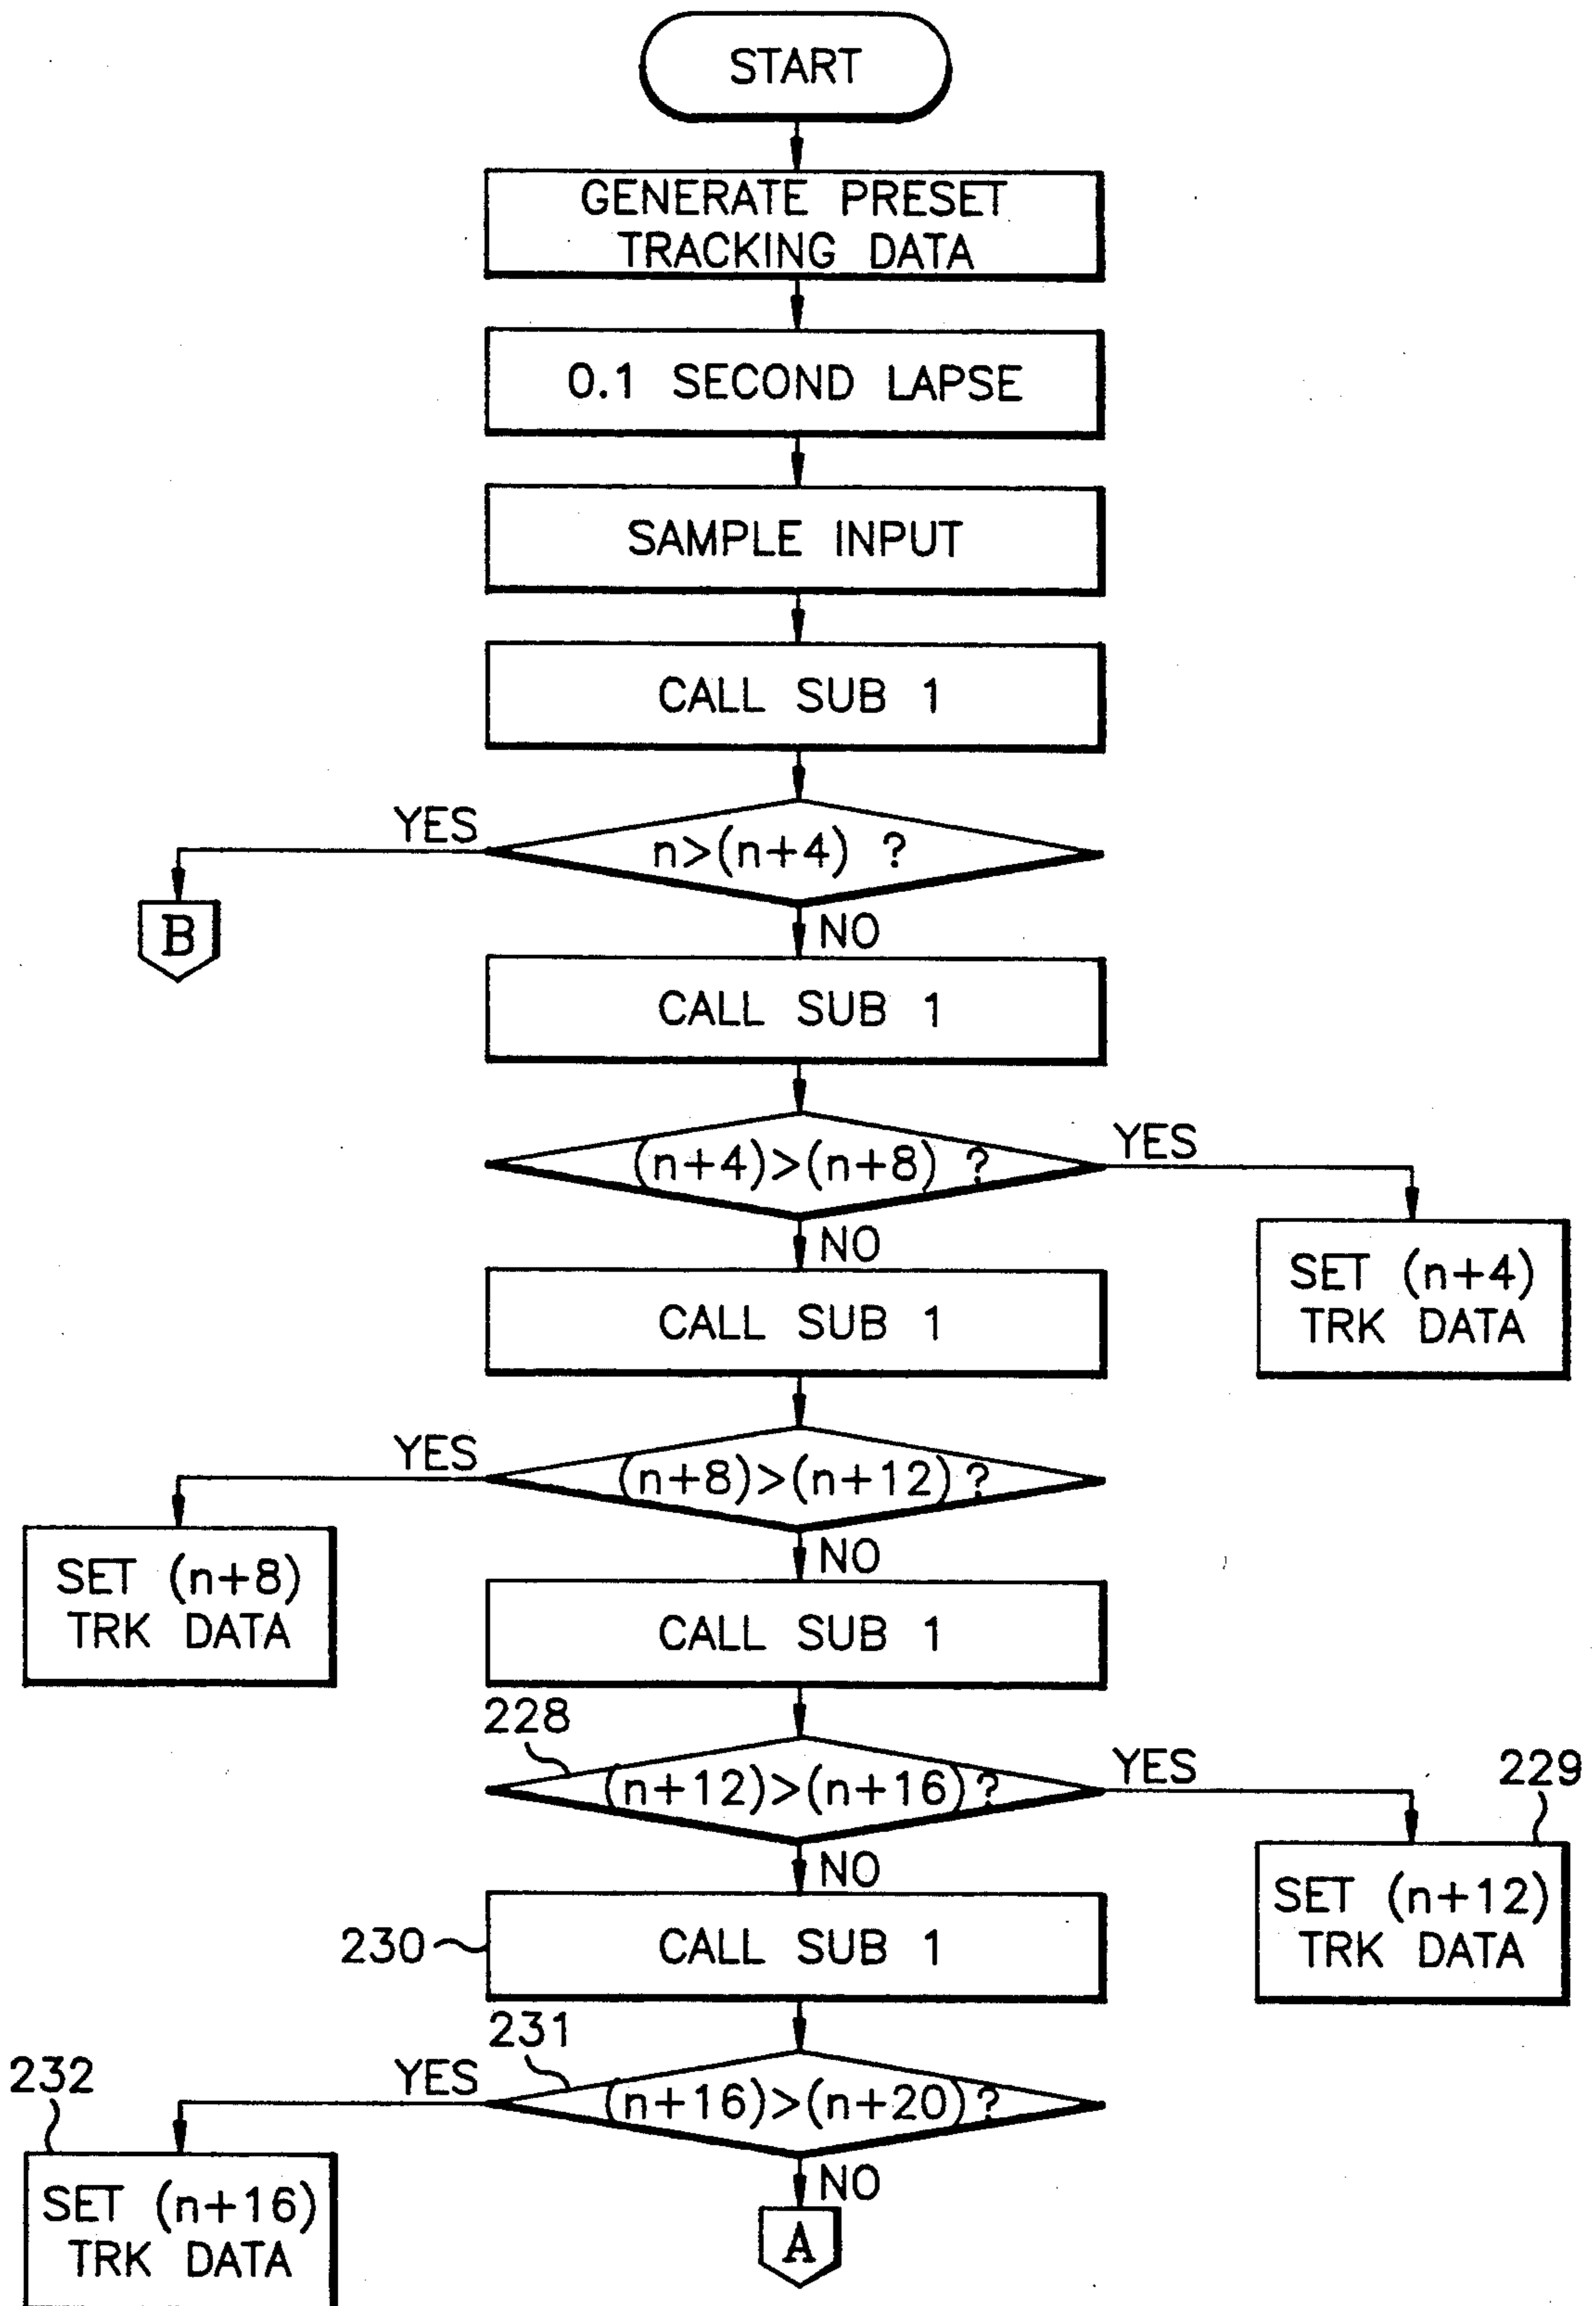 START
GENERATE PRESET
TRACKING DATA
0.1 SECOND LAPSE
SAMPLE INPUT
CALL SUB 1
YES
n>(n+4) ?
B
NO
CALL SUB 1
(n+4)>(n+8) ?
YES
NO
SET (n+4)
TRK DATA
CALL SUB 1
YES
(n+8)>(n+12)?
NO
SET (n+8)
TRK DATA
CALL SUB 1
228
(n+12)>(n+16)?
YES
229
NO
SET (n+12)
TRK DATA
230
CALL SUB 1
231
232
YES
(n+16)>(n+20)?
NO
SET (n+16)
TRK DATA
A